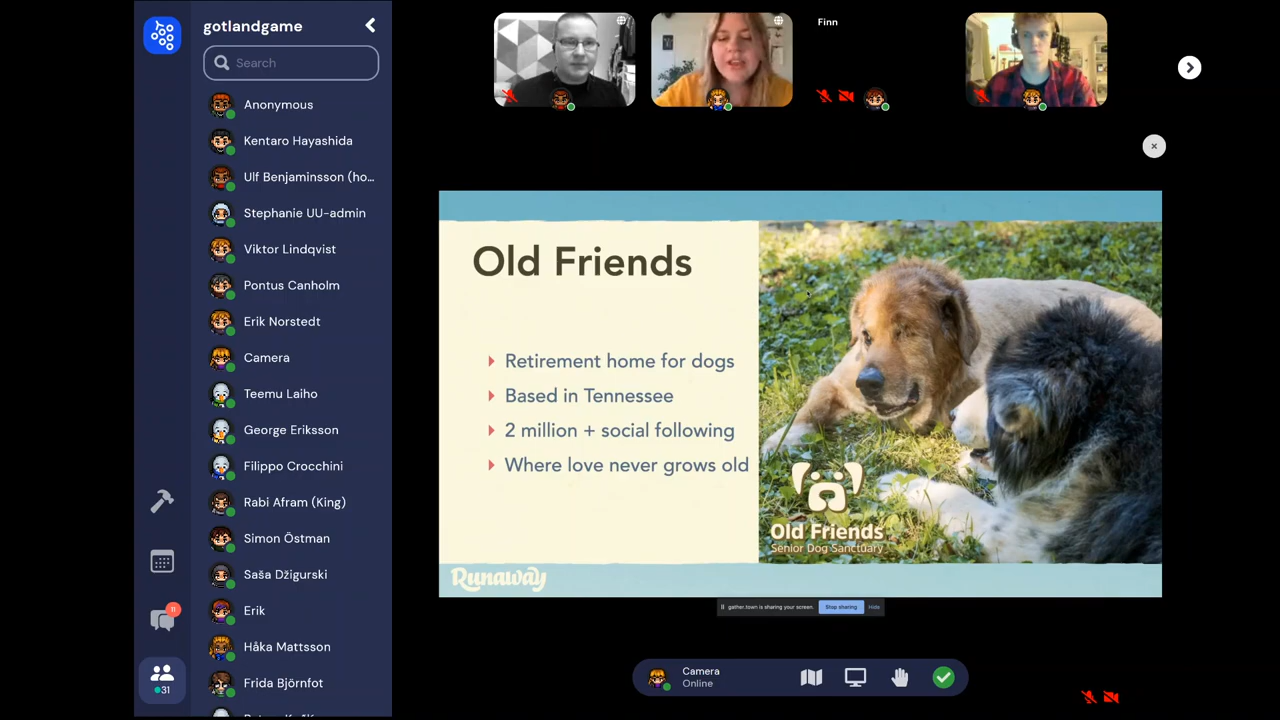 gotlandgame
Search
Anonymous
Kentaro Hayashida
Ulf Benjaminsson (ho...
Stephanie UU-admin
Viktor Lindqvist
Pontus Canholm
Erik Norstedt
Camera
Teemu Laiho
George Eriksson
Filippo Crocchini
Rabi Afram (King)
Simon Östman
Saša Džigurski
Erik
Håka Mattsson
Frida Björnfot
11
31
Finn
Old Friends
Retirement home for dogs
Based in Tennessee
2 million + social following
Where love never grows old
Old Friends
Senior Dog Sanctuary
Runaway
gather.town is sharing your screen.
Stop sharing
Hide
Camera
Online